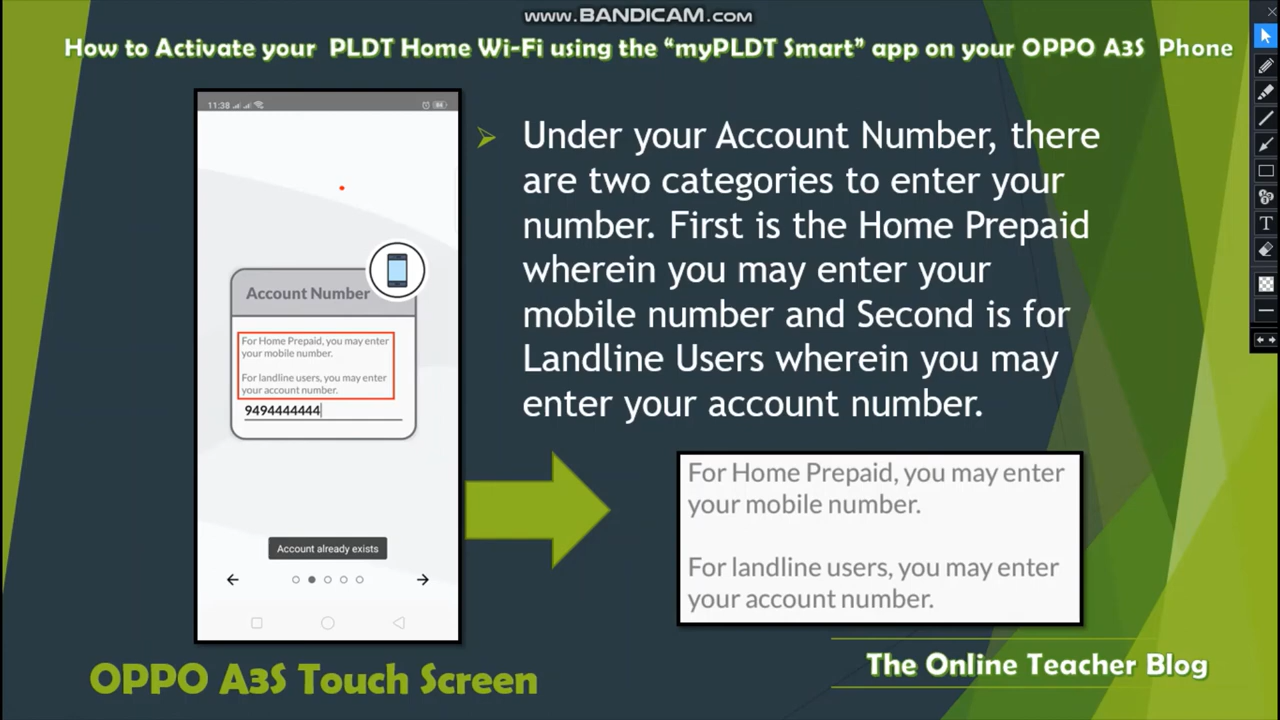 www.BANDICAM.com
How to Activate your PLDT Home Wi-Fi using the “myPLDT Smart” app on your OPPO A3S Phone
11:38
84
Account Number
For Home Prepaid, you may enter
your mobile number.
For landline users, you may enter
your account number.
9494444444
Account already exists
Under your Account Number, there
are two categories to enter your
number. First is the Home Prepaid
wherein you may enter your
mobile number and Second is for
Landline Users wherein you may
enter your account number.
For Home Prepaid, you may enter
your mobile number.
For landline users, you may enter
your account number.
OPPO A3S Touch Screen
The Online Teacher Blog
T